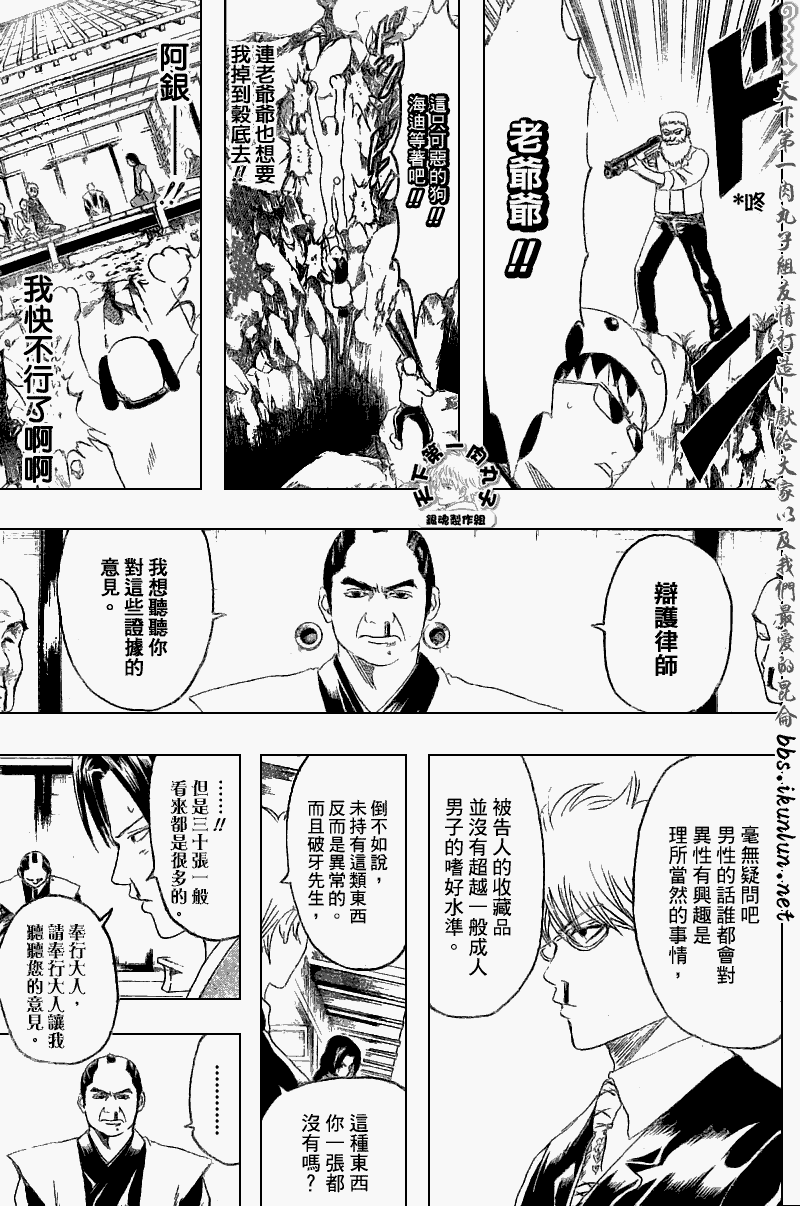 ド
*咚
老爺爺!!
這只可惡的狗!!
海迪等著吧!!
連老爺爺也想要
我掉到穀底去!!
阿銀——!!
我快不行了啊啊
天下第一肉丸子
銀魂製作組
辯護律師
我想聽聽你
對這些證據的
意見。
毫無疑問吧
男性的話誰都會對
異性有興趣是
理所當然的事情，
被告人的收藏品
並沒有超越一般成人
男子的嗜好水準。
倒不如說，
未持有這類東西
反而是異常的。
而且破牙先生，
這種東西
你一張都
沒有嗎？
………!!
但是三十張一般
看來都是很多的。
奉行大人，
請奉行大人讓我
聽聽您的意見。
…………
天下第一肉丸子組友情打造，獻給大家以及我們最愛的昆侖 bbs.ikunlun.net